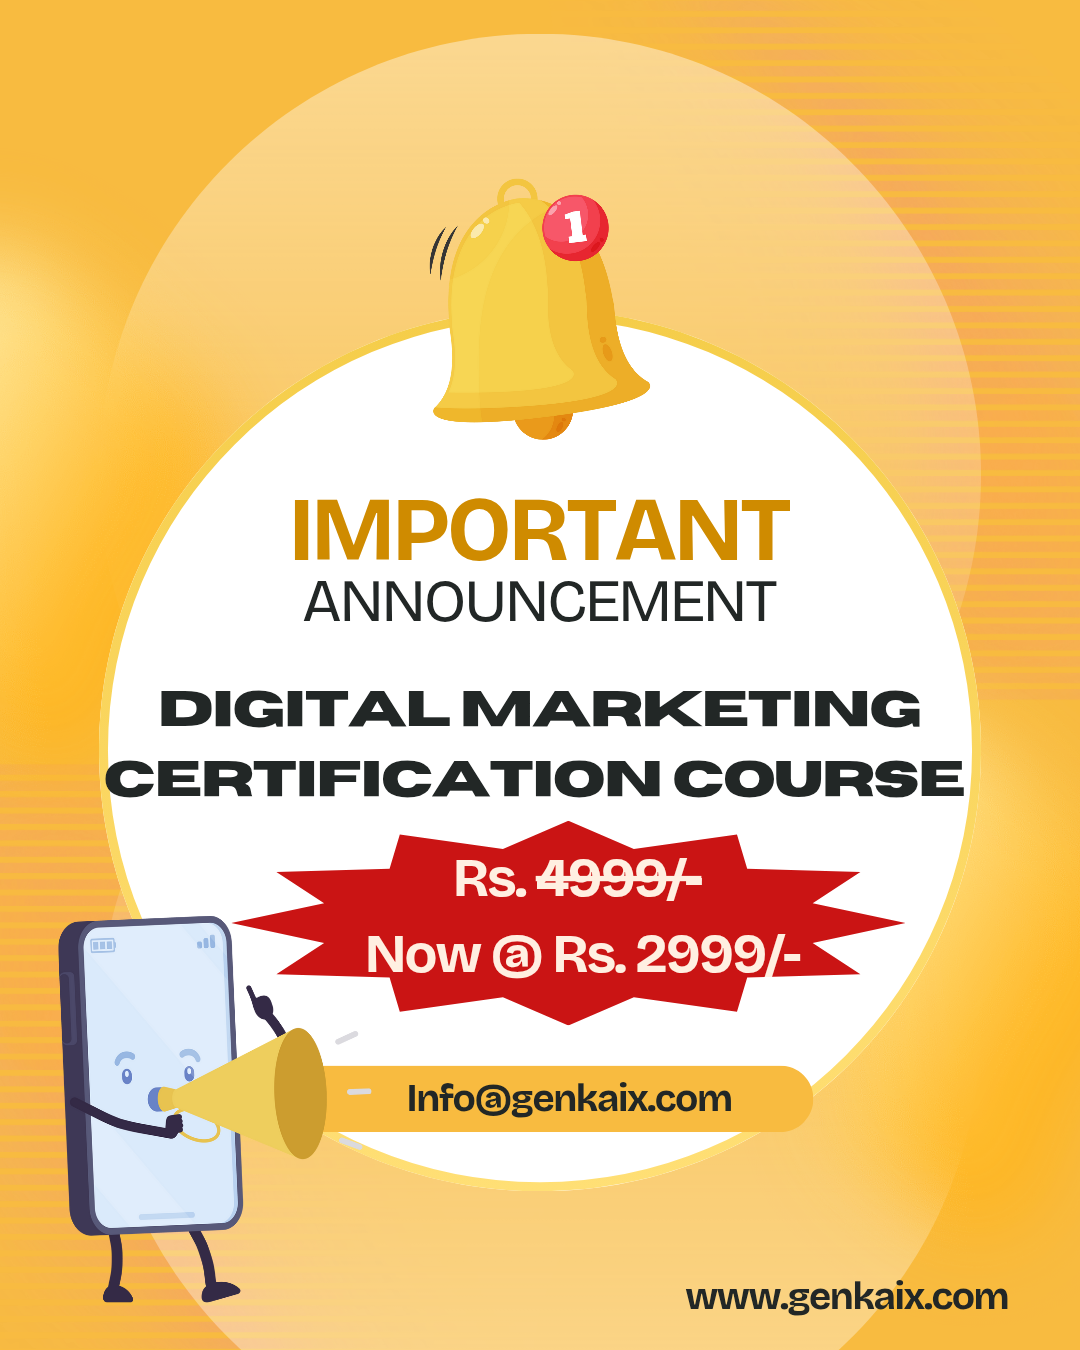 1
IMPORTANT
ANNOUNCEMENT
DIGITAL MARKETING
CERTIFICATION COURSE
Rs. 4999/-
Now @ Rs. 2999/-
Info@genkaix.com
www.genkaix.com